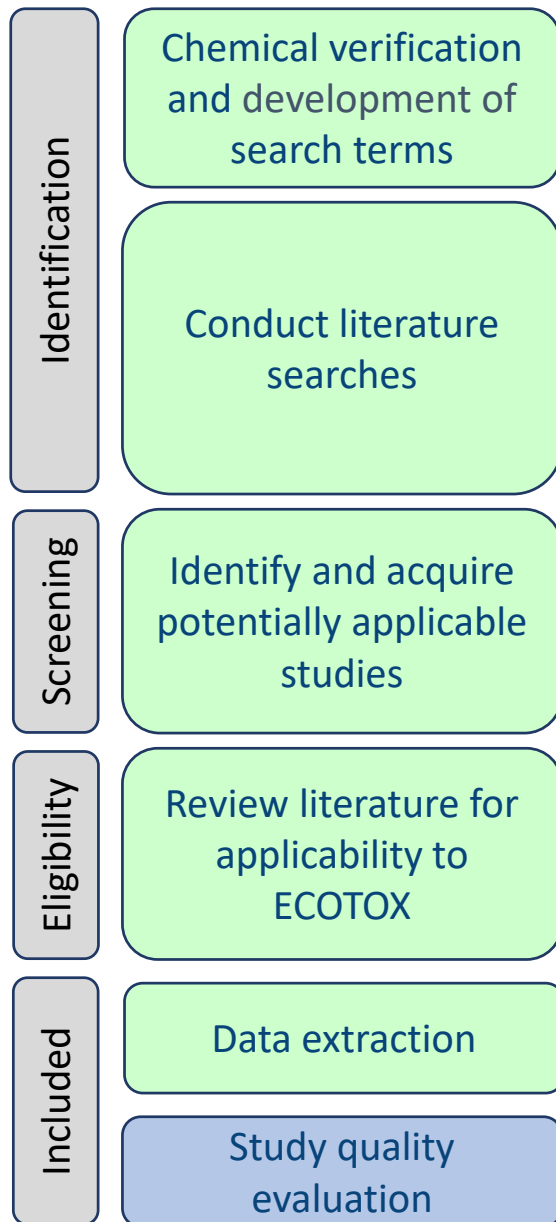 Identification
Chemical verification
and development of
search terms
Conduct literature
searches
Screening
Identify and acquire
potentially applicable
studies
Eligibility
Review literature for
applicability to
ECOTOX
Included
Data extraction
Study quality
evaluation